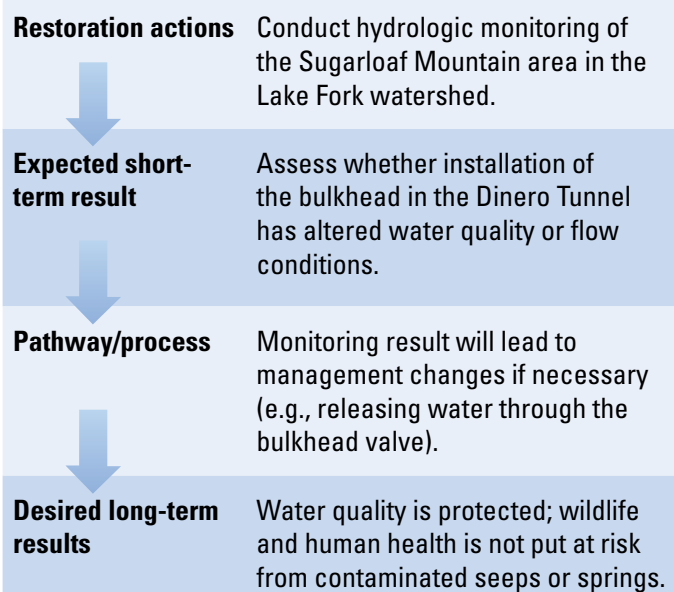 Restoration actions
Conduct hydrologic monitoring of
the Sugarloaf Mountain area in the
Lake Fork watershed.
Expected short-
term result
Assess whether installation of
the bulkhead in the Dinero Tunnel
has altered water quality or flow
conditions.
Pathway/process
Monitoring result will lead to
management changes if necessary
(e.g., releasing water through the
bulkhead valve).
Desired long-term
results
Water quality is protected; wildlife
and human health is not put at risk
from contaminated seeps or springs.